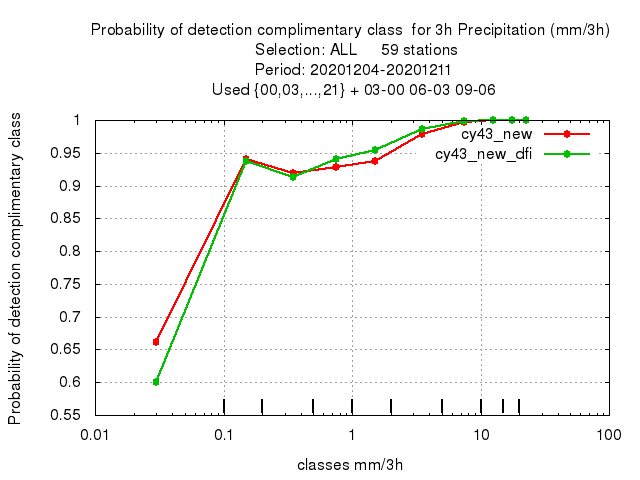 Probability of detection complimentary class  for 3h Precipitation (mm/3h)
Selection: ALL     59 stations
Period: 20201204-20201211
Used {00,03,...,21} + 03-00 06-03 09-06
Probability of detection complimentary class
1
0.95
0.9
0.85
0.8
0.75
0.7
0.65
0.6
0.55
cy43_new
cy43_new_dfi
0.01
0.1
1
10
100
classes mm/3h